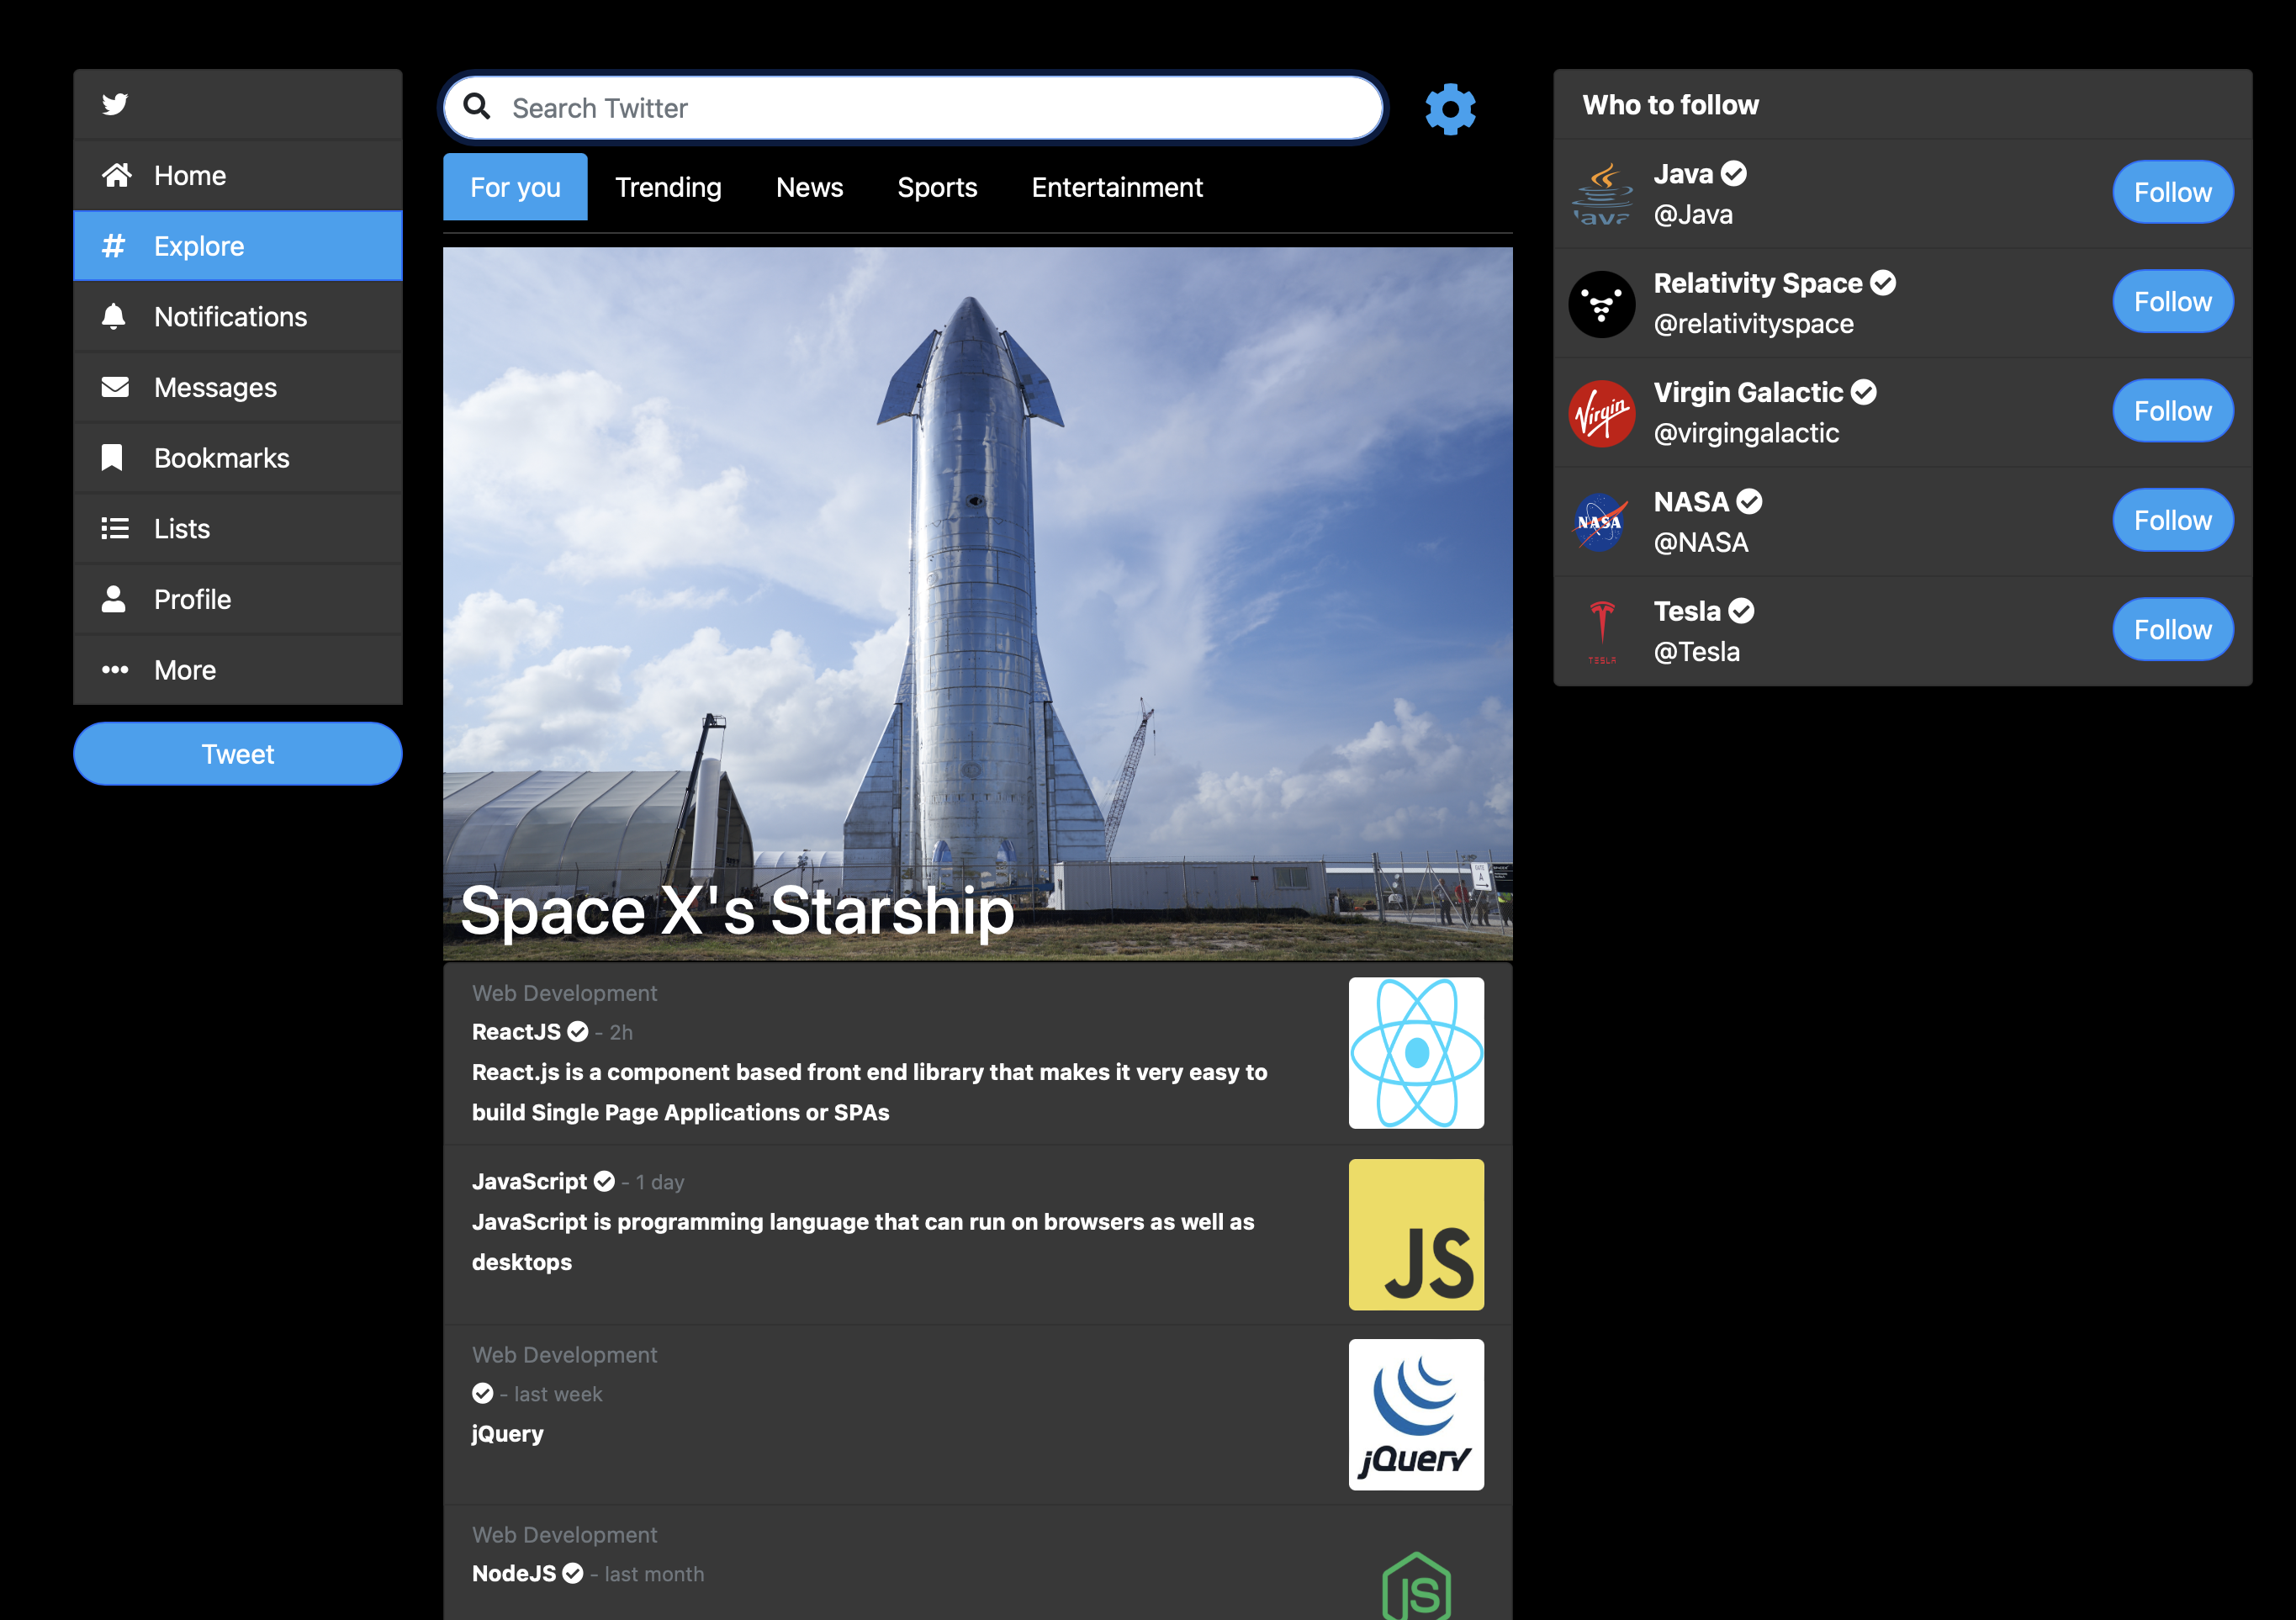 Home
Explore
Notifications
Messages
Bookmarks
Lists
Profile
More
Tweet
Search Twitter
For you
Trending
News
Sports
Entertainment
Space X's Starship
Web Development
ReactJS - 2h
React.js is a component based front end library that makes it very easy to
build Single Page Applications or SPAs
JavaScript - 1 day
JavaScript is programming language that can run on browsers as well as
desktops
JS
Web Development
- last week
jQuery
jQuery
Web Development
NodeJS - last month
JS
Who to follow
Java
@Java
Java
Follow
Relativity Space
@relativityspace
Follow
Virgin
Virgin Galactic
@virgingalactic
Follow
NASA
NASA
@NASA
Follow
TESLA
Tesla
@Tesla
Follow